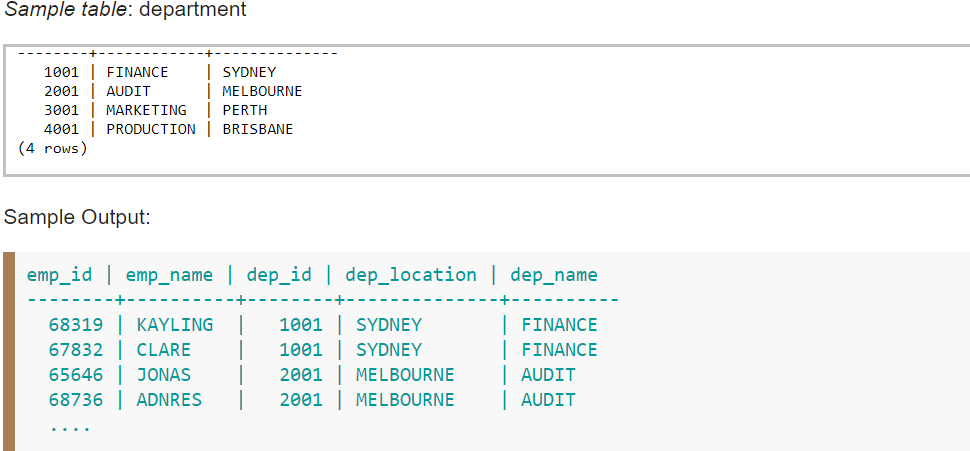 Sample table: department
--------+------------+--------------
   1001 | FINANCE    | SYDNEY
   2001 | AUDIT      | MELBOURNE
   3001 | MARKETING  | PERTH
   4001 | PRODUCTION | BRISBANE
(4 rows)
Sample Output:
emp_id | emp_name | dep_id | dep_location | dep_name
--------+----------+--------+--------------+----------
  68319 | KAYLING  |   1001 | SYDNEY       | FINANCE
  67832 | CLARE    |   1001 | SYDNEY       | FINANCE
  65646 | JONAS    |   2001 | MELBOURNE    | AUDIT
  68736 | ADNRES   |   2001 | MELBOURNE    | AUDIT
  ....